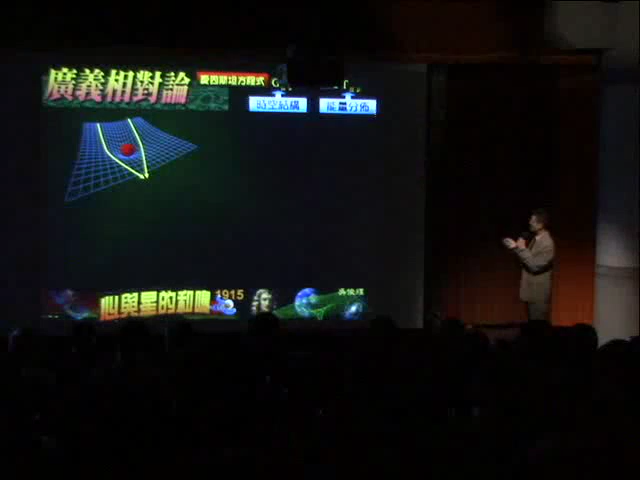 廣義相對論
愛因斯坦方程式
時空結構
能量分佈
心與星的和鳴
1915